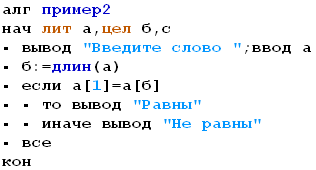 алг пример2
нач лит а,цел б,с
▪ вывод "Введите слово ";ввод а
▪ б:=длин(а)
▪ если а[1]=а[б]
▪ ▪ то вывод "Равны"
▪ ▪ иначе вывод "Не равны"
▪ все
кон